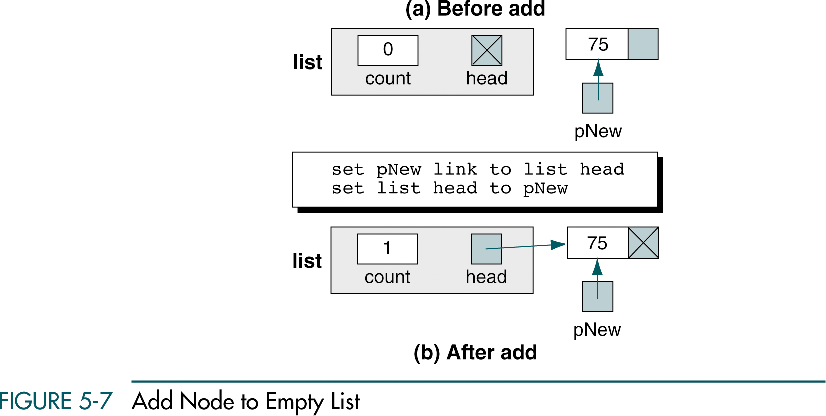 (a) Before add
list
0
count
head
75
pNew
set pNew link to list head
set list head to pNew
list
1
count
head
75
pNew
(b) After add
FIGURE 5-7 Add Node to Empty List